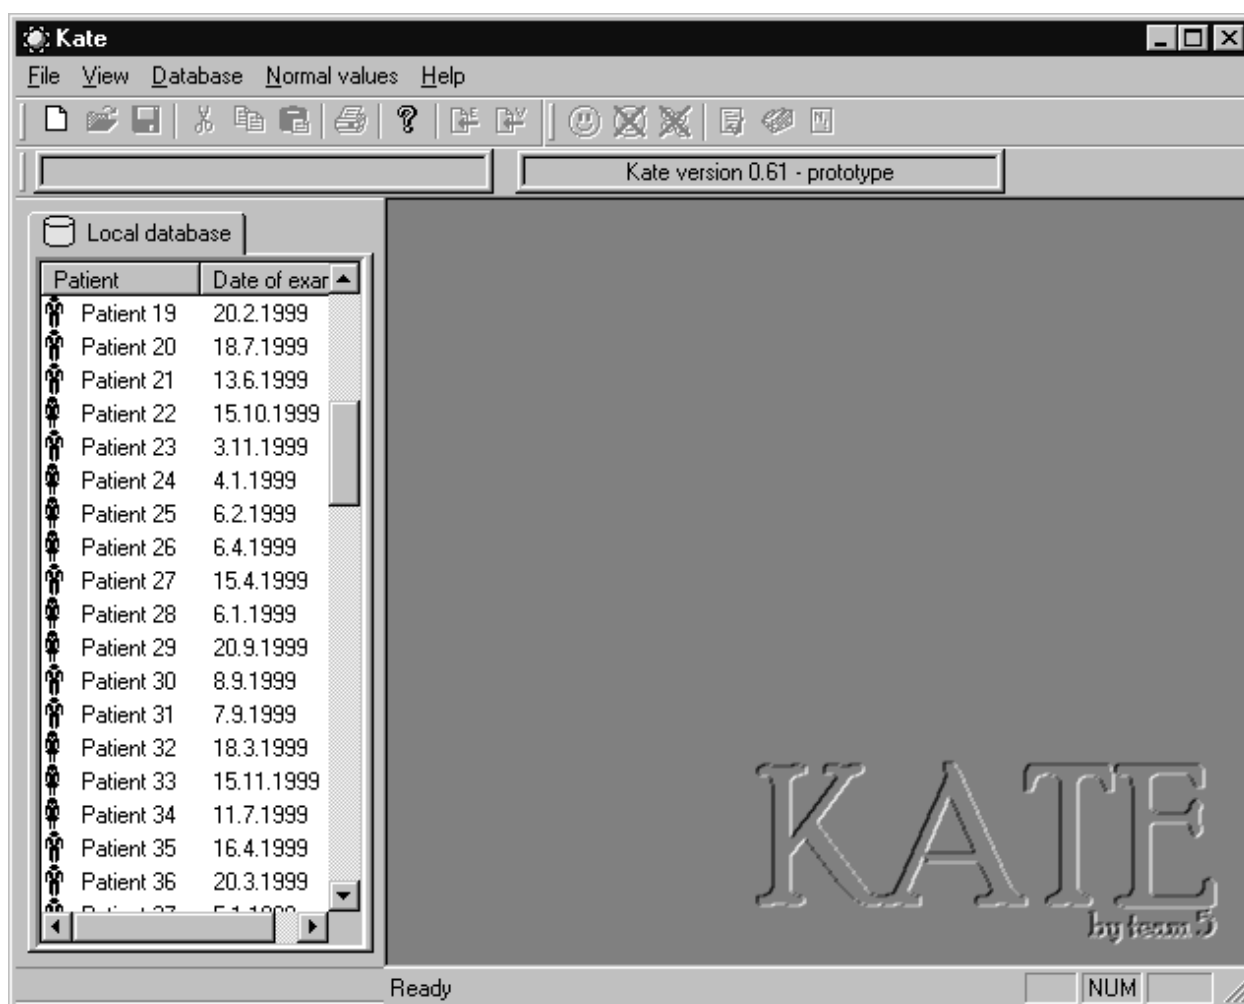 Kate
File View Database Normal values Help
Kate version 0.61 - prototype
Local database
Patient Date of exar
Patient 19 20.2.1999
Patient 20 18.7.1999
Patient 21 13.6.1999
Patient 22 15.10.1999
Patient 23 3.11.1999
Patient 24 4.1.1999
Patient 25 6.2.1999
Patient 26 6.4.1999
Patient 27 15.4.1999
Patient 28 6.1.1999
Patient 29 20.9.1999
Patient 30 8.9.1999
Patient 31 7.9.1999
Patient 32 18.3.1999
Patient 33 15.11.1999
Patient 34 11.7.1999
Patient 35 16.4.1999
Patient 36 20.3.1999
KATE
by team 5
Ready NUM